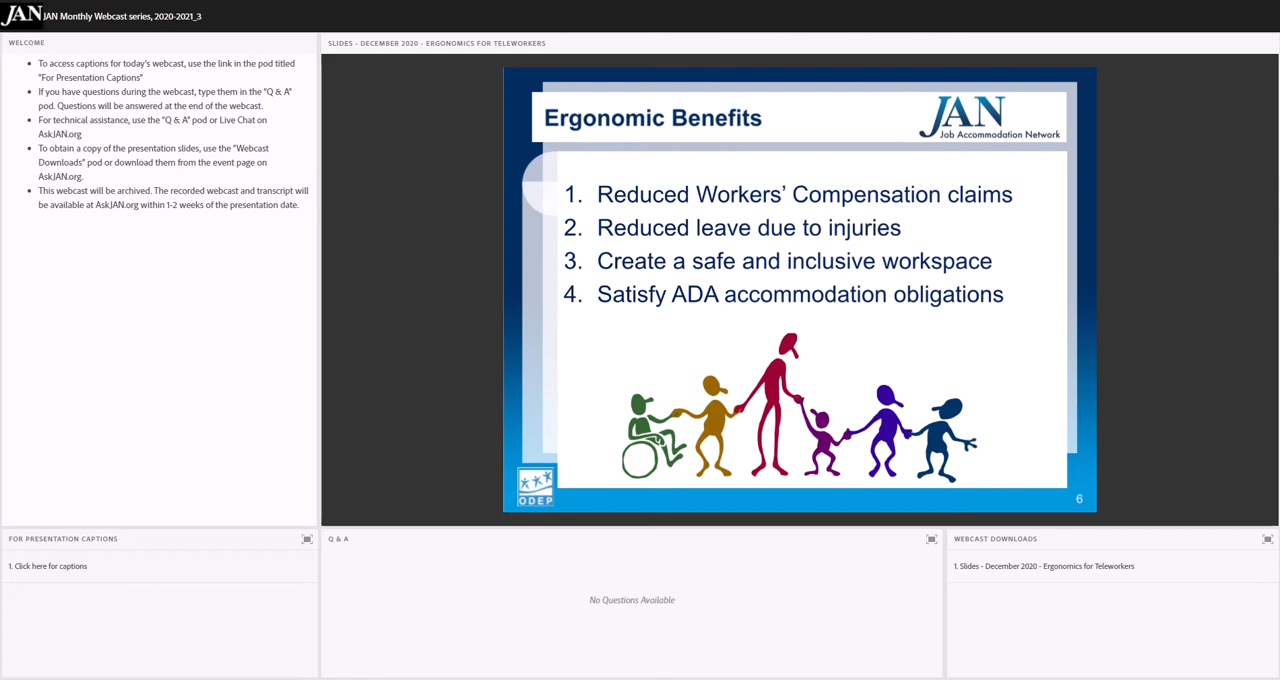 JAN JAN Monthly Webcast series, 2020-2021_3
WELCOME
• To access captions for today's webcast, use the link in the pod titled
"For Presentation Captions"
• If you have questions during the webcast, type them in the "Q & A"
pod. Questions will be answered at the end of the webcast.
• For technical assistance, use the "Q & A" pod or Live Chat on
AskJAN.org
• To obtain a copy of the presentation slides, use the "Webcast
Downloads" pod or download them from the event page on
AskJAN.org.
• This webcast will be archived. The recorded webcast and transcript will
be available at AskJAN.org within 1-2 weeks of the presentation date.
SLIDES - DECEMBER 2020 - ERGONOMICS FOR TELEWORKERS
Ergonomic Benefits
JAN
Job Accommodation Network
1. Reduced Workers' Compensation claims
2. Reduced leave due to injuries
3. Create a safe and inclusive workspace
4. Satisfy ADA accommodation obligations
ODEP
6
FOR PRESENTATION CAPTIONS
1. Click here for captions
Q & A
No Questions Available
WEBCAST DOWNLOADS
1. Slides - December 2020 - Ergonomics for Teleworkers